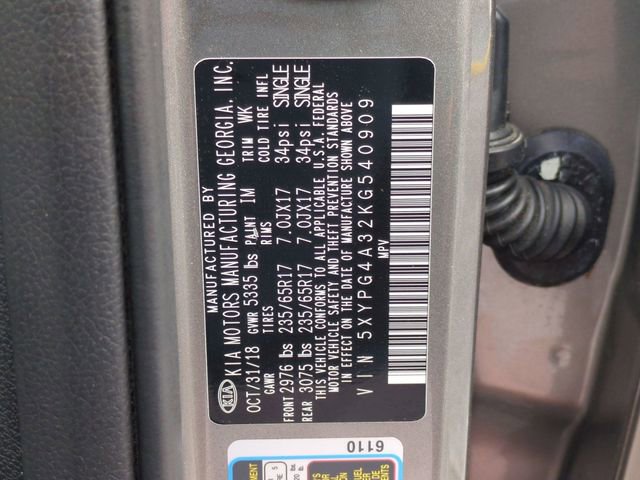 MANUFACTURED BY
KIA KIA MOTORS MANUFACTURING GEORGIA, INC.
OCT/31/18 GVWR 5335 lbs PAINT IM TRIM WK
GAWR TIRES RIMS COLD TIRE INFL
FRONT 2976 lbs 235/65R17 7.0JX17 34psi SINGLE
REAR 3075 lbs 235/65R17 7.0JX17 34psi SINGLE
THIS VEHICLE CONFORMS TO ALL APPLICABLE U.S.A. FEDERAL
MOTOR VEHICLE SAFETY AND THEFT PREVENTION STANDARDS
IN EFFECT ON THE DATE OF MANUFACTURE SHOWN ABOVE
VIN 5XYPG4A32KG540909
MPV
6110